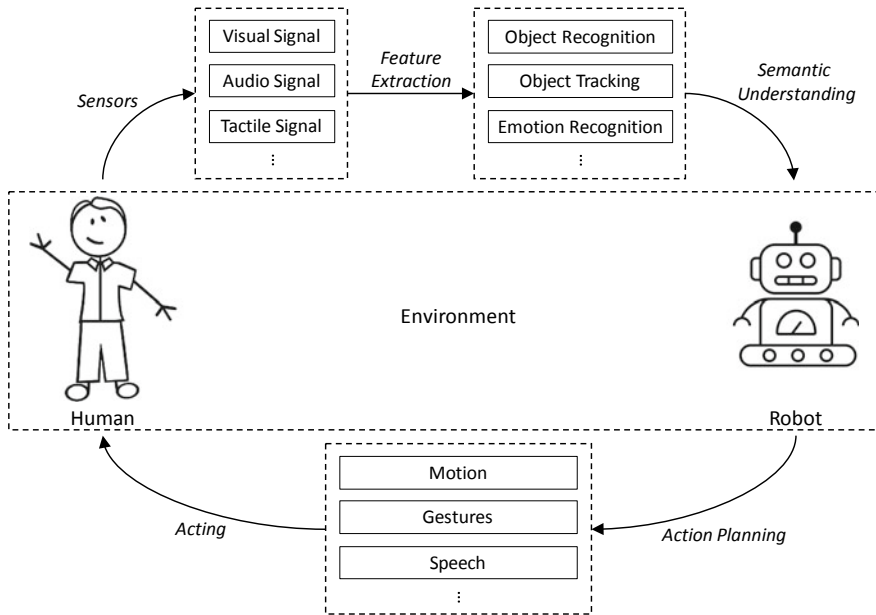 Visual Signal
Audio Signal
Tactile Signal
...
Sensors
Feature
Extraction
Object Recognition
Object Tracking
Emotion Recognition
...
Semantic
Understanding
Environment
Human
Robot
Motion
Gestures
Speech
...
Acting
Action Planning